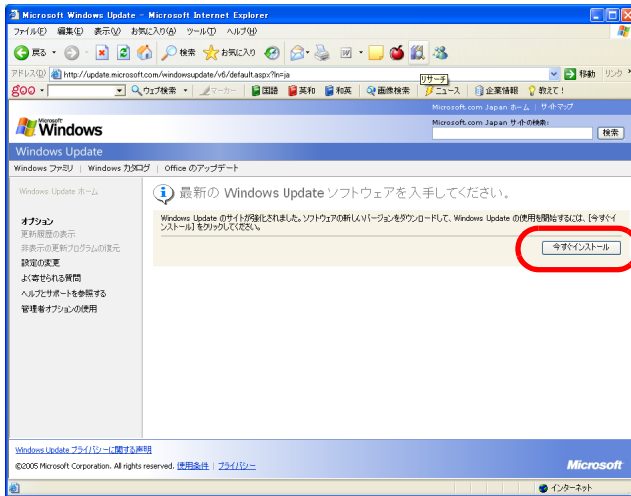 Microsoft Windows Update - Microsoft Internet Explorer
ファイル(F) 編集(E) 表示(V) お気に入り(A) ツール(T) ヘルプ(H)
戻る 検索 お気に入り
アドレス(D) http://update.microsoft.com/windowsupdate/v6/default.aspx?ln=ja 移動 リンク
リサーチ
goo ウェブ検索 マーカー 国語 英和 和英 画像検索 ニュース 企業情報 教えて!
Microsoft.com Japan ホーム | サイトマップ
Microsoft Windows
Microsoft.com Japan サイトの検索:
検索
Windows Update
Windows ファミリ | Windows カタログ | Office のアップデート
Windows Update ホーム
最新の Windows Update ソフトウェアを入手してください。
Windows Update のサイトが強化されました。ソフトウェアの新しいバージョンをダウンロードして、Windows Update の使用を開始するには、[今すぐイ
ンストール] をクリックしてください。
今すぐインストール
オプション
更新履歴の表示
非表示の更新プログラムの復元
設定の変更
よく寄せられる質問
ヘルプとサポートを参照する
管理者オプションの使用
Windows Update プライバシーに関する声明
©2005 Microsoft Corporation. All rights reserved. 使用条件 | プライバシー
Microsoft
インターネット